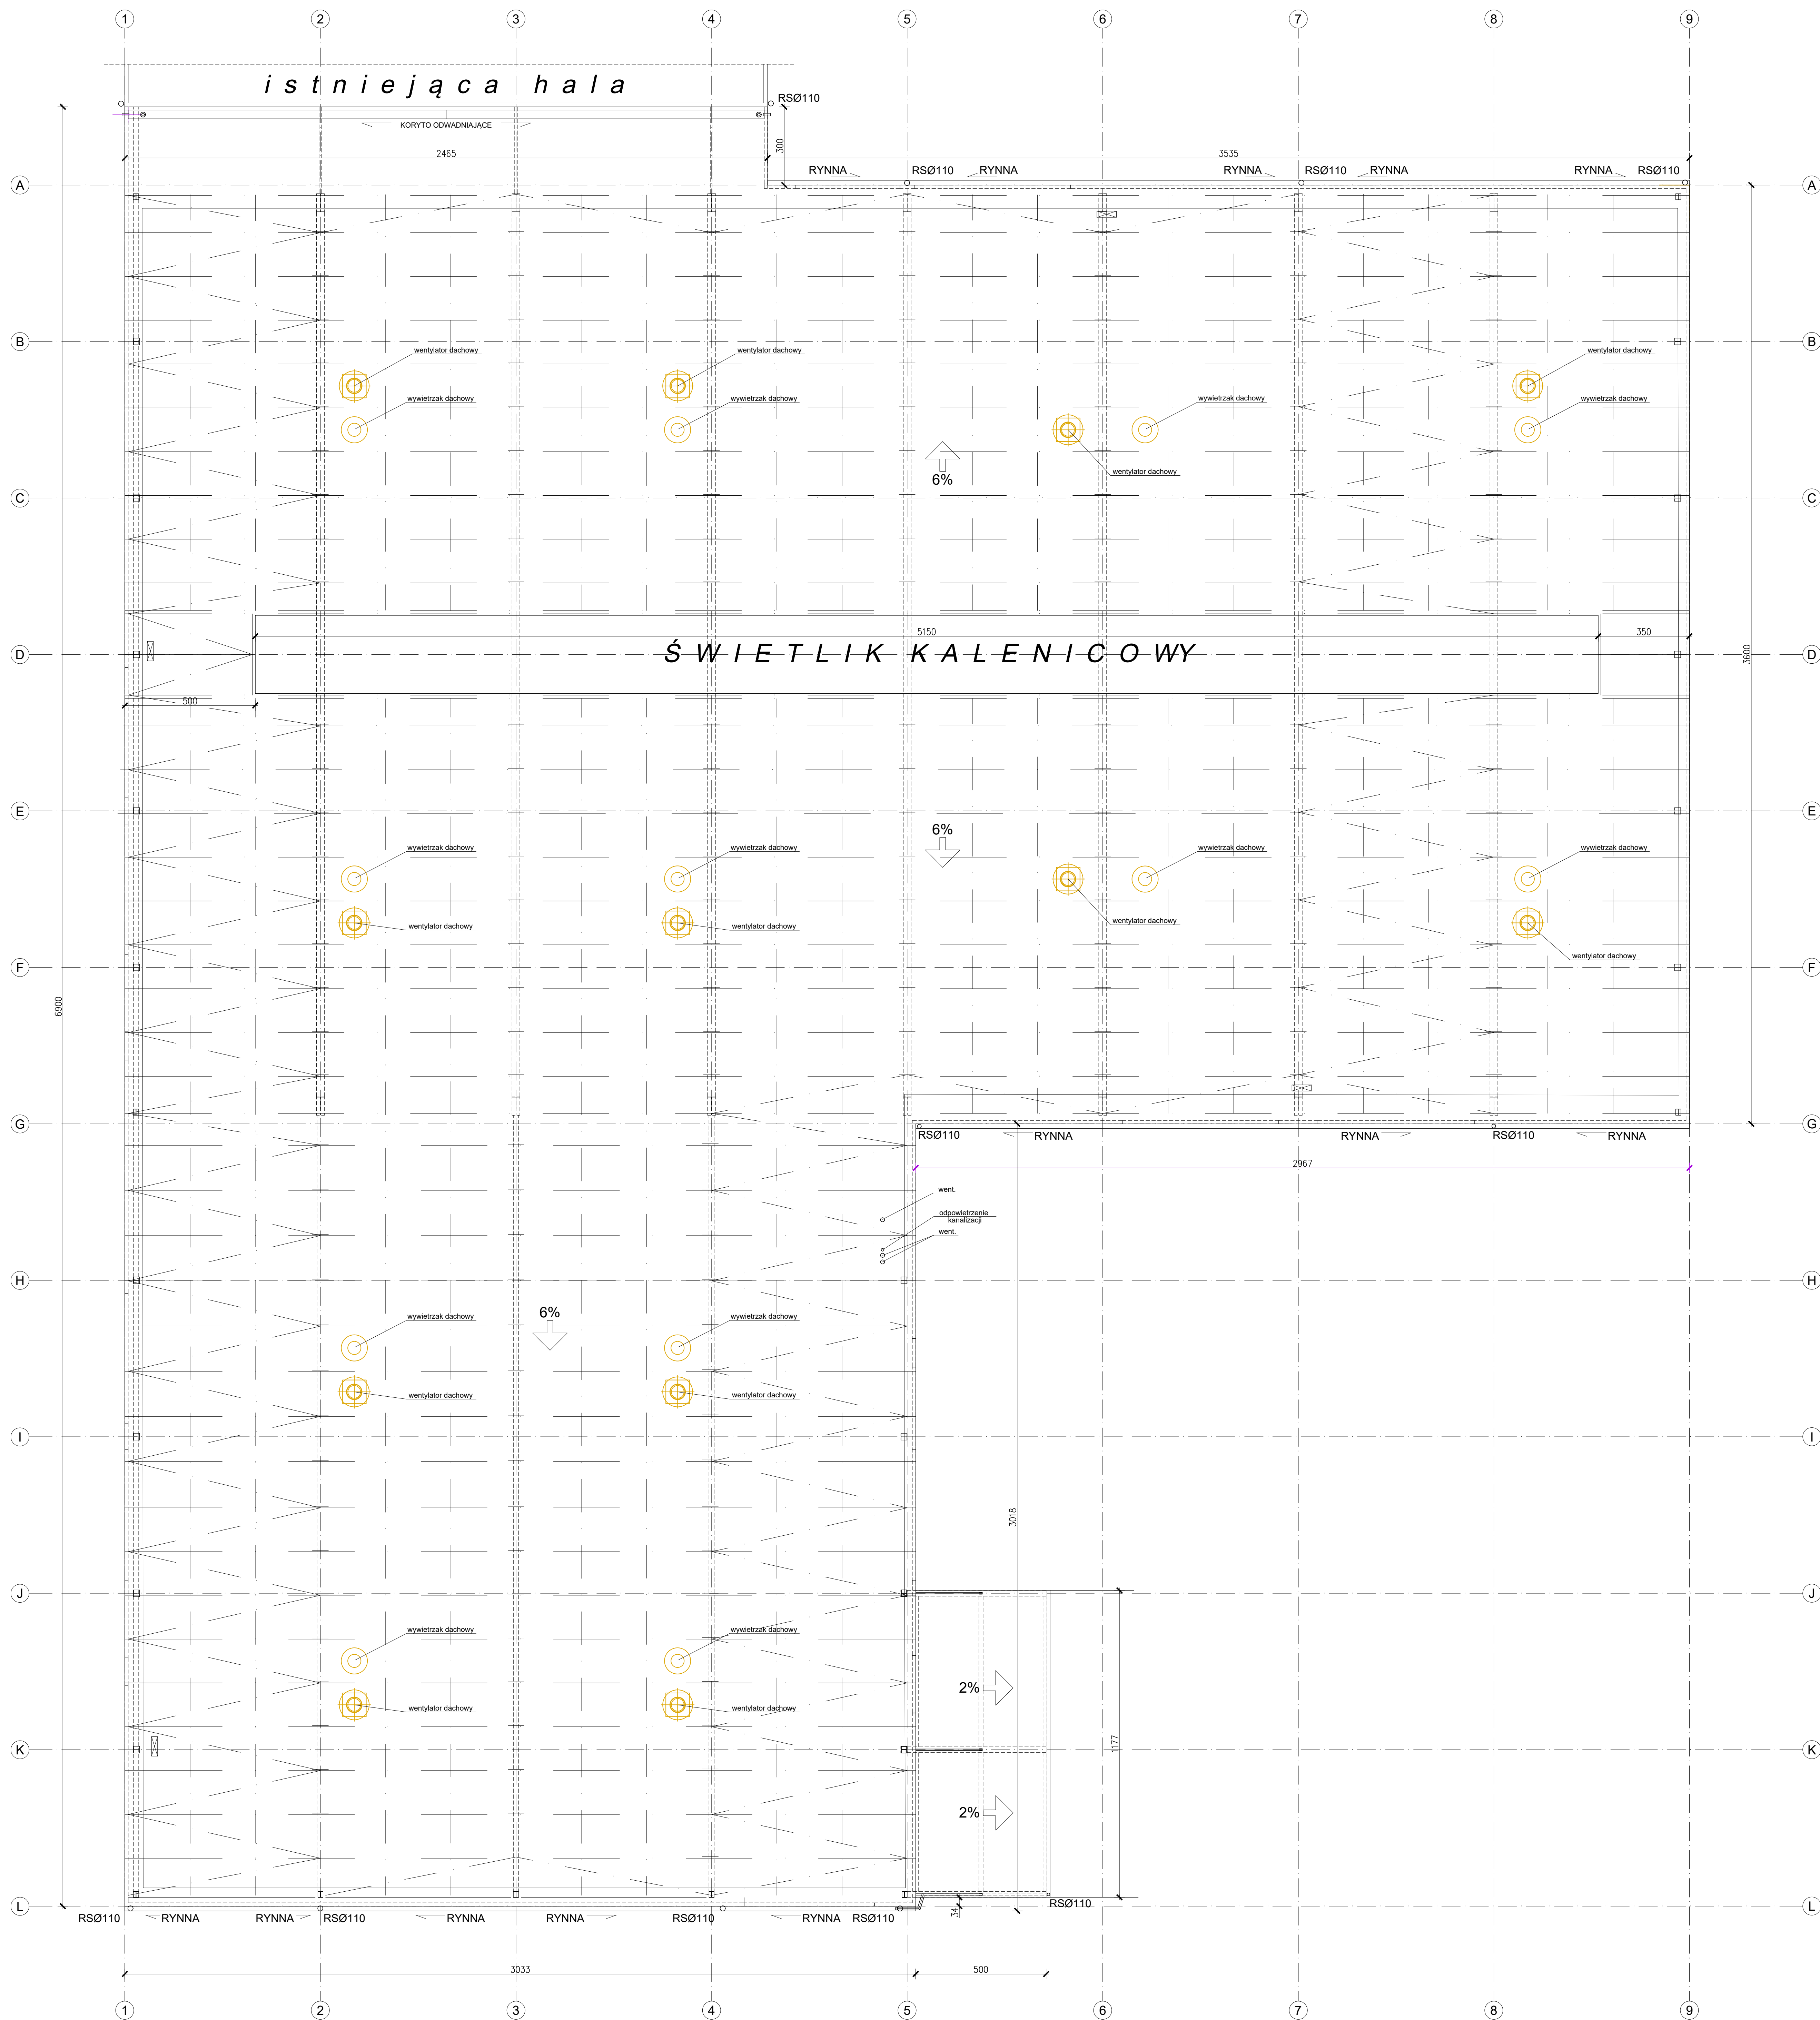 1 2 3 4 5 6 7 8 9
istniejąca hala
RSØ110
KORYTO ODWADNIAJĄCE
300
2465 3535
RYNNA RSØ110 RYNNA RYNNA RSØ110 RYNNA RYNNA RSØ110
A A
B B
wentylator dachowy wentylator dachowy wentylator dachowy
wywietrzak dachowy wywietrzak dachowy wywietrzak dachowy wywietrzak dachowy
wentylator dachowy
6%
C C
5150 350
D ŚWIETLIK KALENICOWY D
3600
500
E E
6%
wywietrzak dachowy wywietrzak dachowy wywietrzak dachowy wywietrzak dachowy
wentylator dachowy wentylator dachowy wentylator dachowy
wentylator dachowy
F F
6900
G G
RSØ110 RYNNA RYNNA RSØ110 RYNNA
2967
went.
odpowietrzenie
kanalizacji
went.
H H
6%
wywietrzak dachowy wywietrzak dachowy
wentylator dachowy wentylator dachowy
I I
3018
J J
wywietrzak dachowy wywietrzak dachowy
2%
wentylator dachowy wentylator dachowy
1177
K K
2%
L L
RSØ110
34
RSØ110 RYNNA RYNNA RSØ110 RYNNA RYNNA RSØ110 RYNNA RSØ110
3033 500
1 2 3 4 5 6 7 8 9